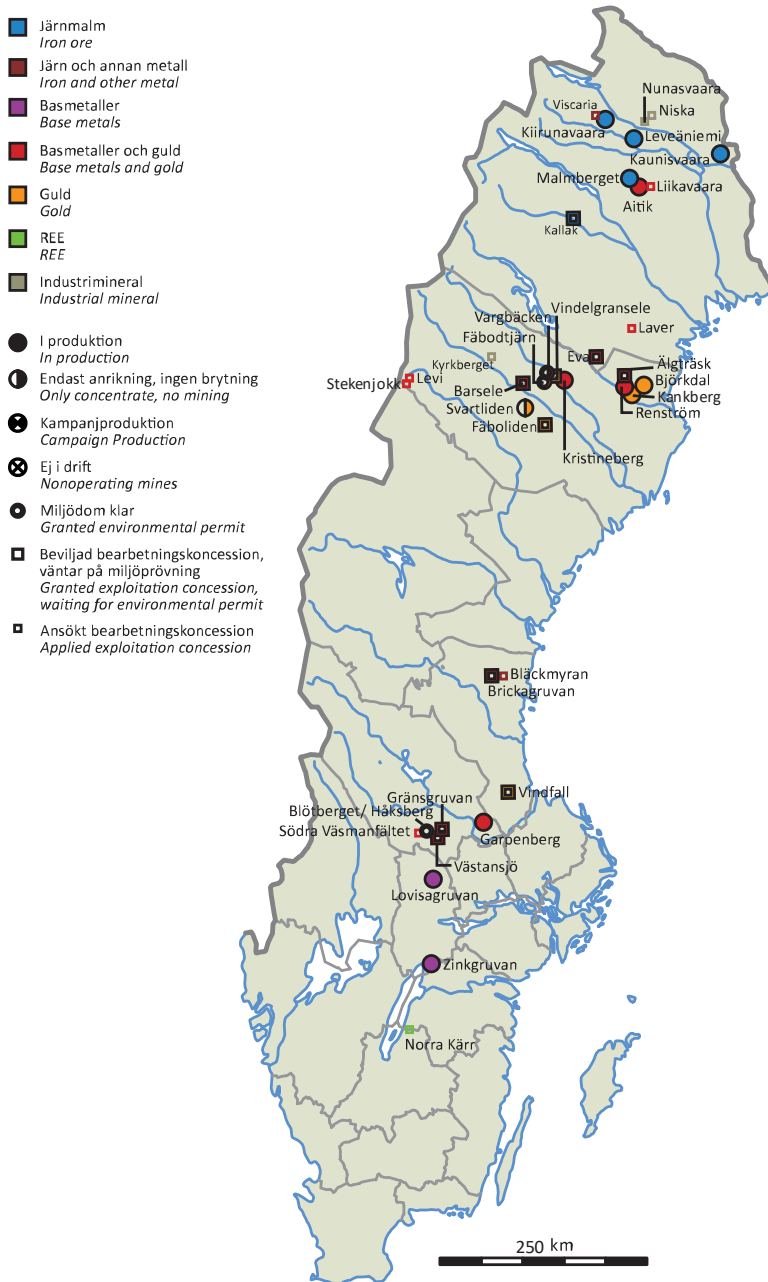 Järnmalm
Iron ore
Järn och annan metall
Iron and other metal
Basmetaller
Base metals
Basmetaller och guld
Base metals and gold
Guld
Gold
REE
REE
Industrimineral
Industrial mineral
I produktion
In production
Endast anrikning, ingen brytning
Only concentrate, no mining
Kampanjproduktion
Campaign Production
Ej i drift
Nonoperating mines
Miljödom klar
Granted environmental permit
Beviljad bearbetningskoncession,
väntar på miljöprövning
Granted exploitation concession,
waiting for environmental permit
Ansökt bearbetningskoncession
Applied exploitation concession
Nunasvaara
Viscaria
Niska
Kiirunavaara
Leveäniemi
Kaunisvaara
Malmberget
Liikavaara
Aitik
Kallak
Vindelgransele
Vargbäcken
Fäbodtjärn
Laver
Eva
Kyrkberget
Älgträsk
Levi
Stekenjokk
Björkdal
Barsele
Kankberg
Svartliden
Renström
Fäboliden
Kristineberg
Bläckmyran
Brickagruvan
Vindfall
Gränsgruvan
Blötberget/ Håksberg
Södra Väsmanfältet
Garpenberg
Västansjö
Lovisagruvan
Zinkgruvan
Norra Kärr
250 km